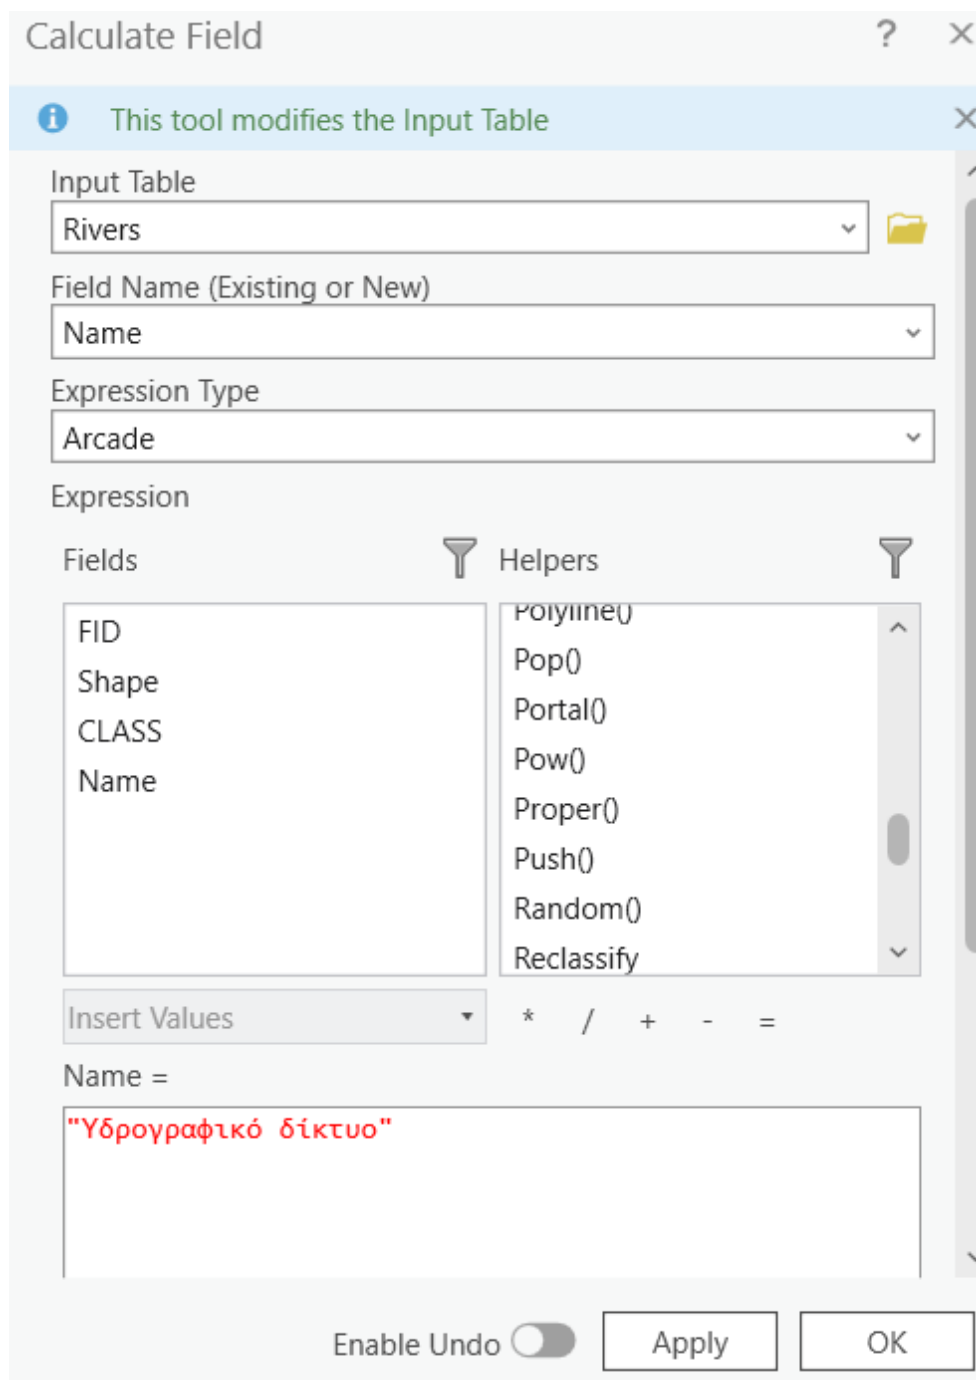 Calculate Field ?
This tool modifies the Input Table
Input Table
Rivers
Field Name (Existing or New)
Name
Expression Type
Arcade
Expression
Fields
FID
Shape
CLASS
Name
Helpers
Polyline()
Pop()
Portal()
Pow()
Proper()
Push()
Random()
Reclassify
Insert Values
* / + - =
Name =
"Υδρογραφικό δίκτυο"
Enable Undo Apply OK